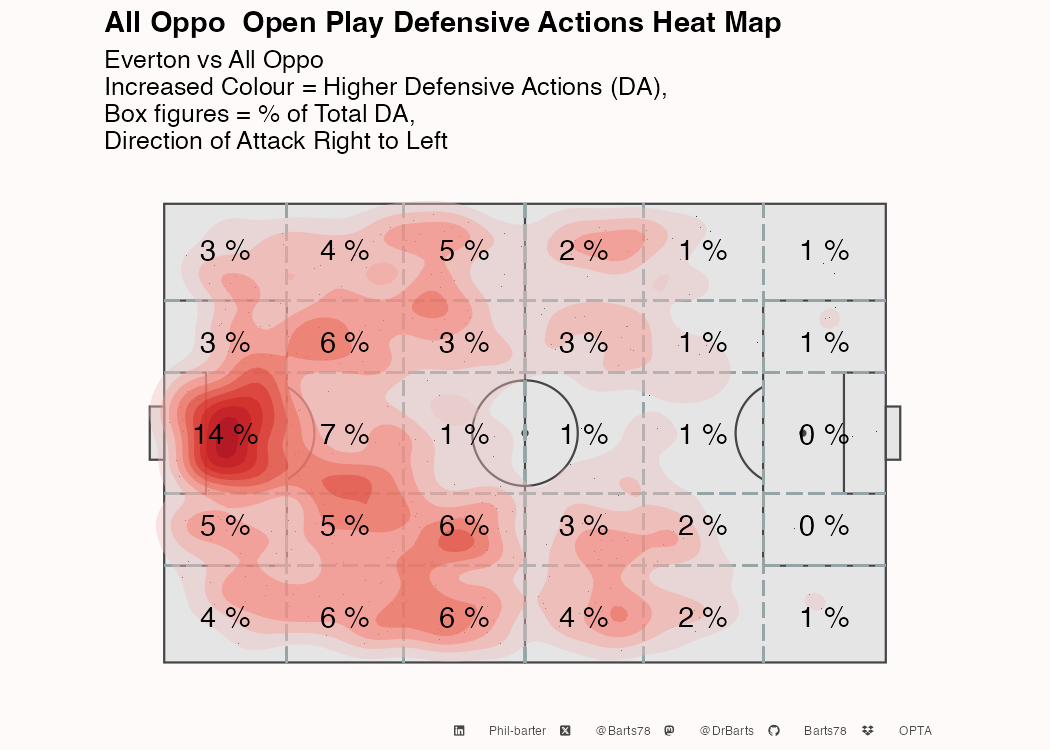 All Oppo  Open Play Defensive Actions Heat Map
Everton vs All Oppo
Increased Colour = Higher Defensive Actions (DA),
Box figures = % of Total DA,
Direction of Attack Right to Left
3 % 4 % 5 % 2 % 1 % 1 %
3 % 6 % 3 % 3 % 1 % 1 %
14 % 7 % 1 % 1 % 1 % 0 %
5 % 5 % 6 % 3 % 2 % 0 %
4 % 6 % 6 % 4 % 2 % 1 %
Phil-barter @Barts78 @DrBarts Barts78 OPTA